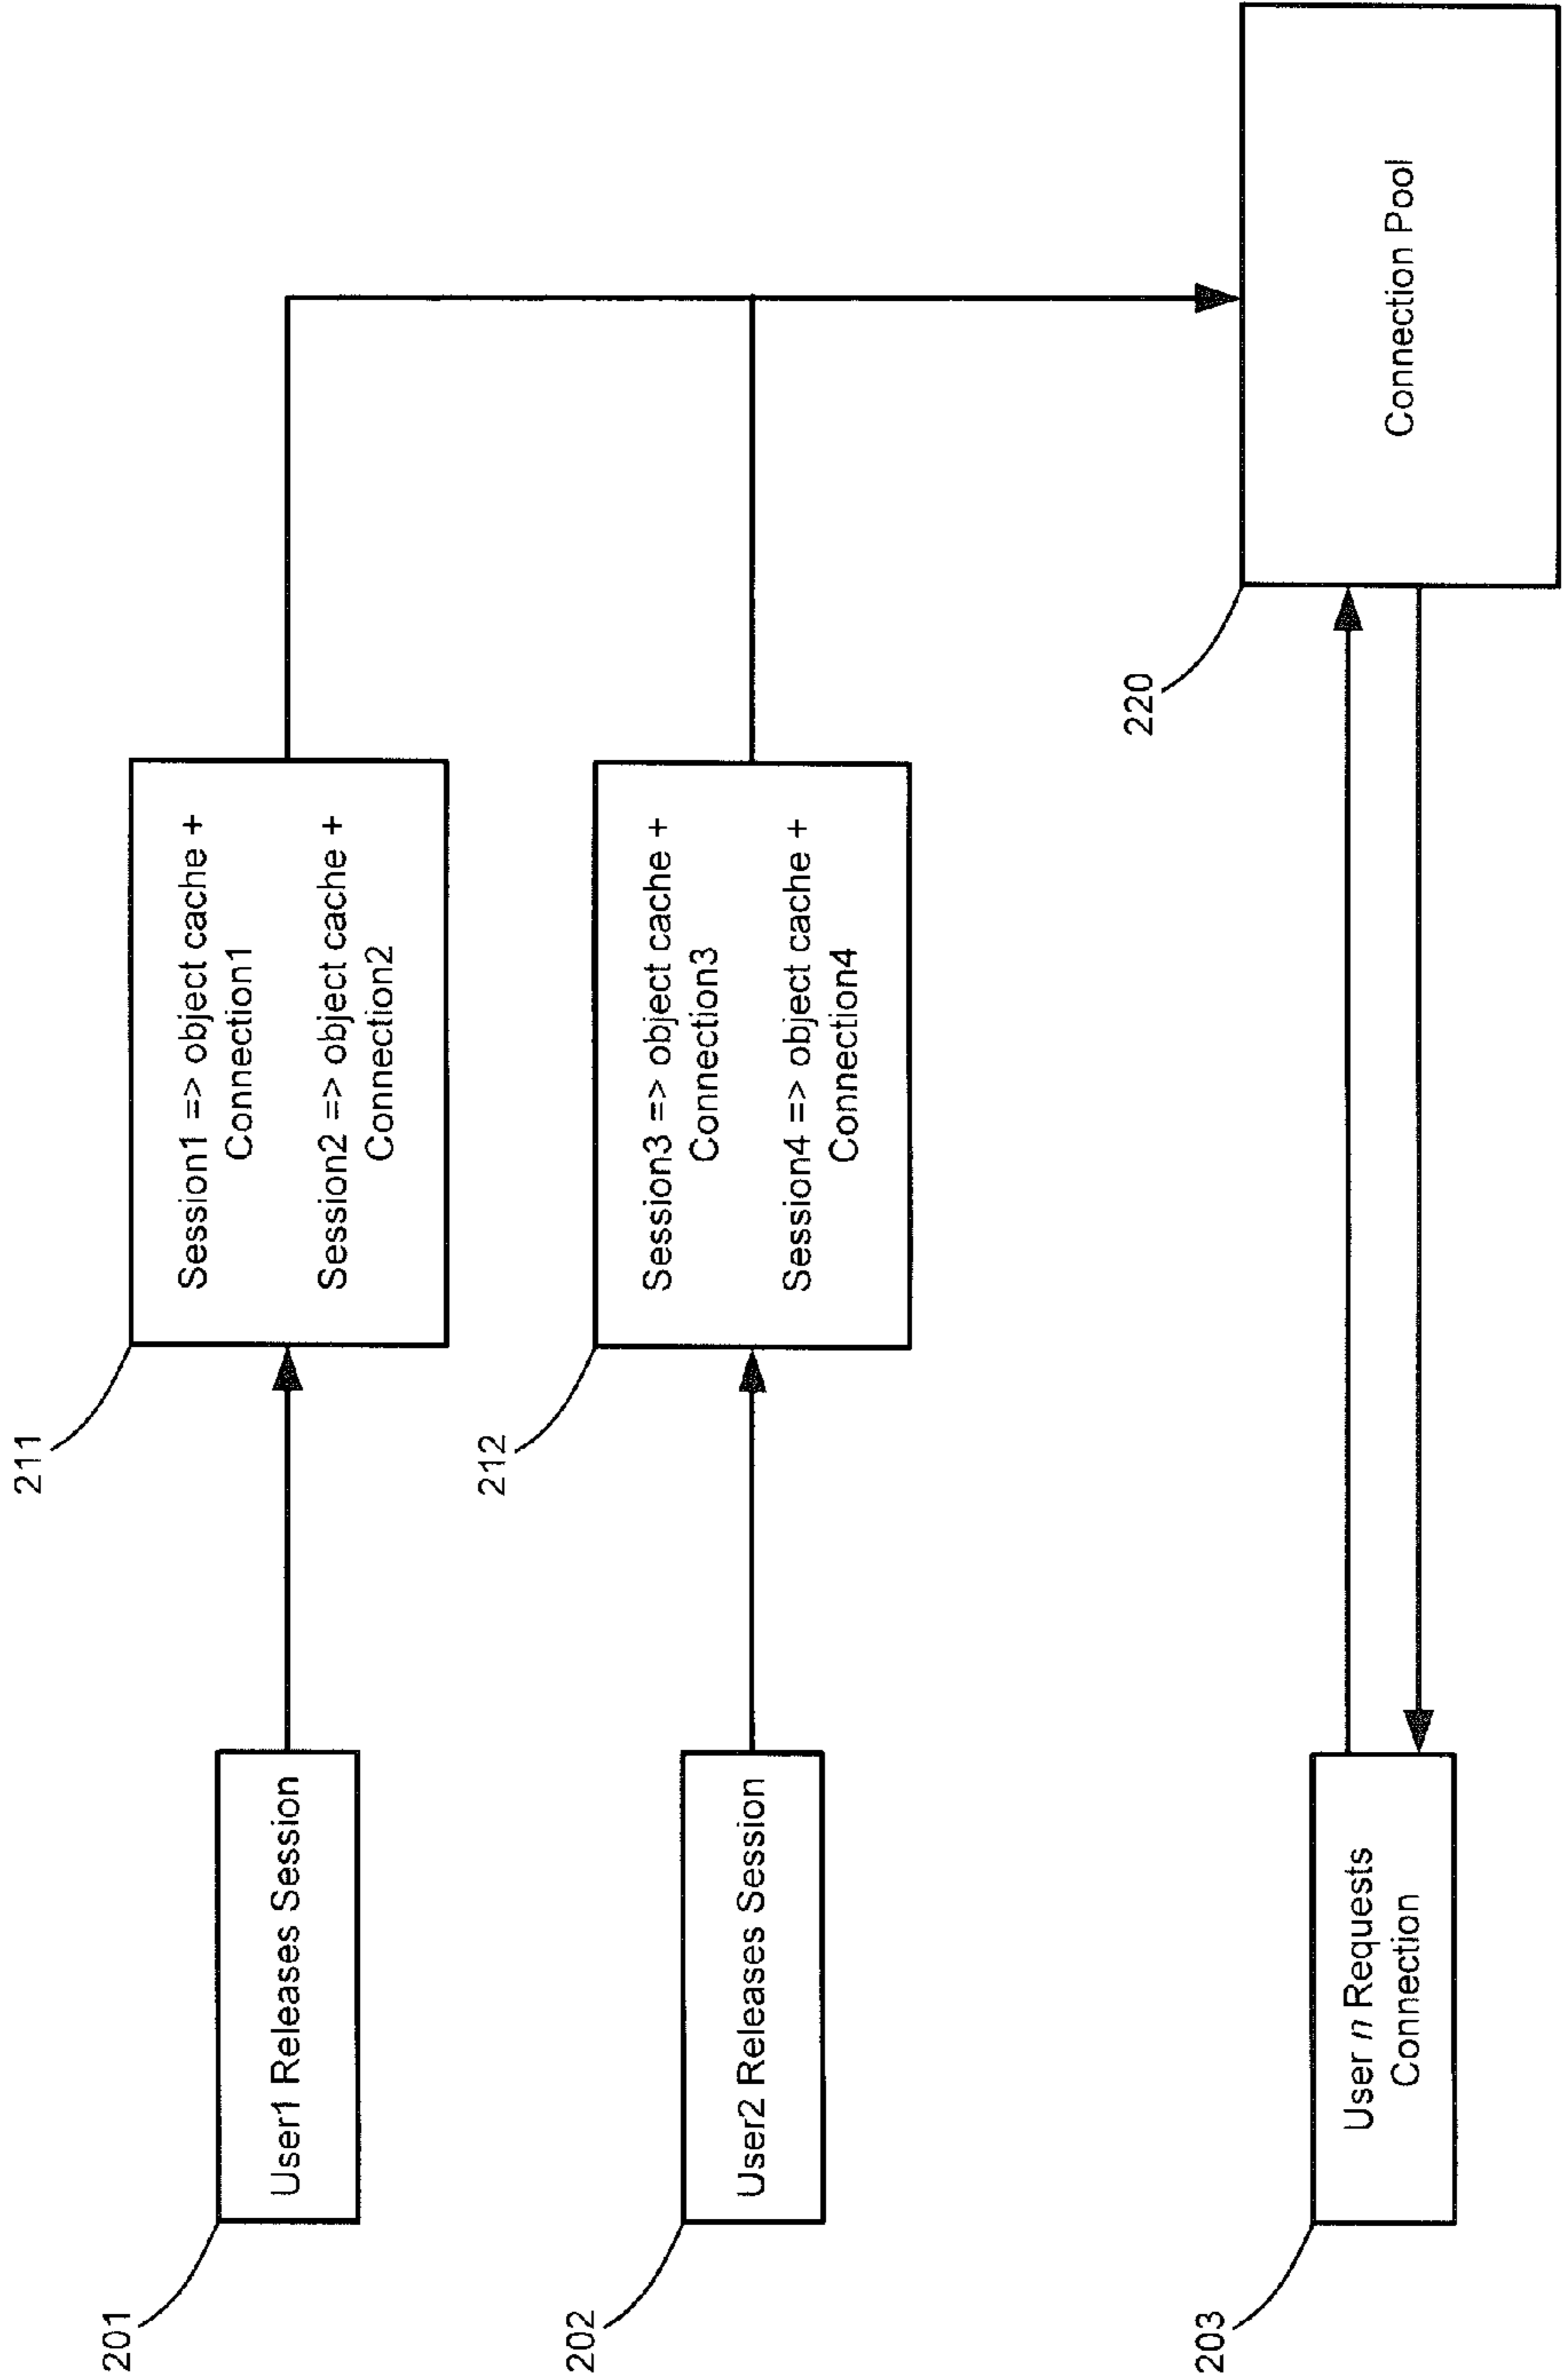 201
User1 Releases Session
211
Session1 => object cache +
Connection1
Session2 => object cache +
Connection2
202
User2 Releases Session
212
Session3 => object cache +
Connection3
Session4 => object cache +
Connection4
203
User n Requests
Connection
220
Connection Pool